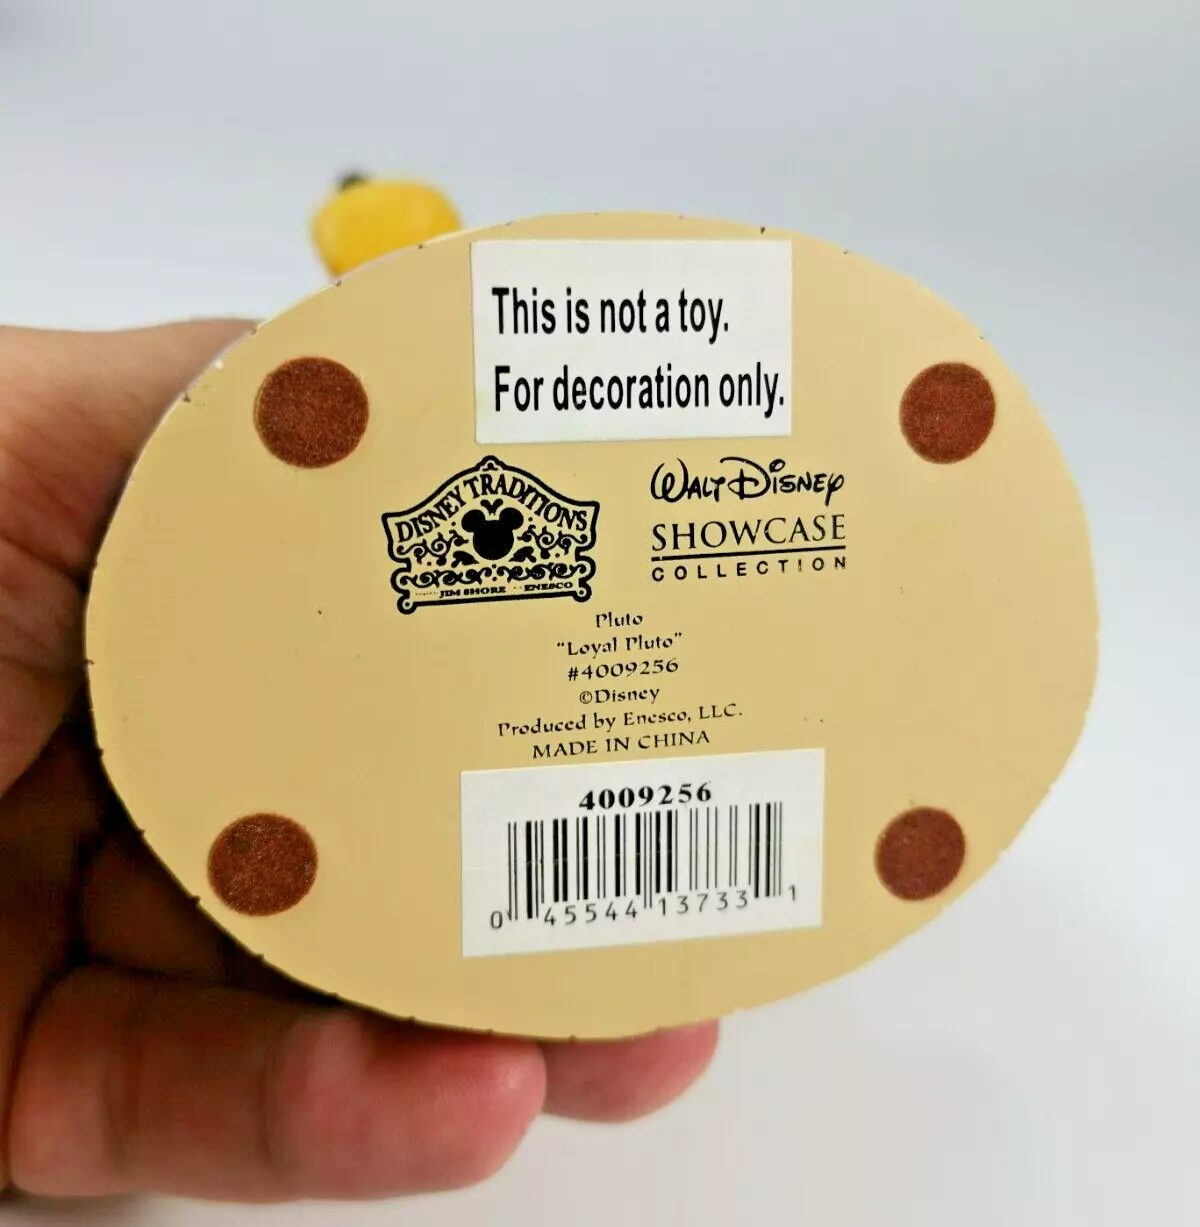 This is not a toy.
For decoration only.
DISNEY TRADITIONS
JIM SHORE ENESCO
WALT DISNEY
SHOWCASE
COLLECTION
Pluto
"Loyal Pluto"
#4009256
©Disney
Produced by Enesco, LLC.
MADE IN CHINA
4009256
0 45544 13733 1